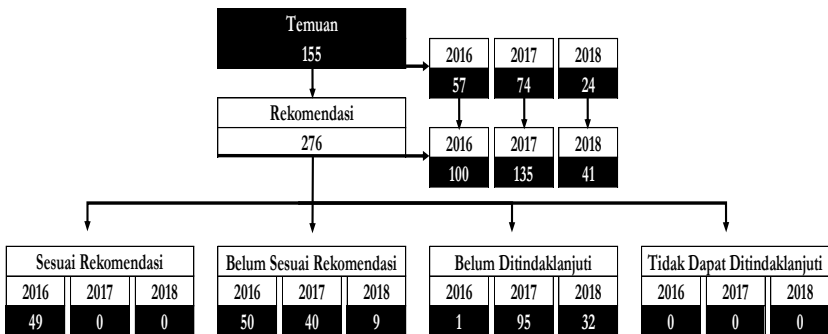 Temuan
155
2016 2017 2018
57 74 24
Rekomendasi
276
2016 2017 2018
100 135 41
Sesuai Rekomendasi Belum Sesuai Rekomendasi Belum Ditindaklanjuti Tidak Dapat Ditindaklanjuti
2016 2017 2018 2016 2017 2018 2016 2017 2018 2016 2017 2018
49 0 0 50 40 9 1 95 32 0 0 0